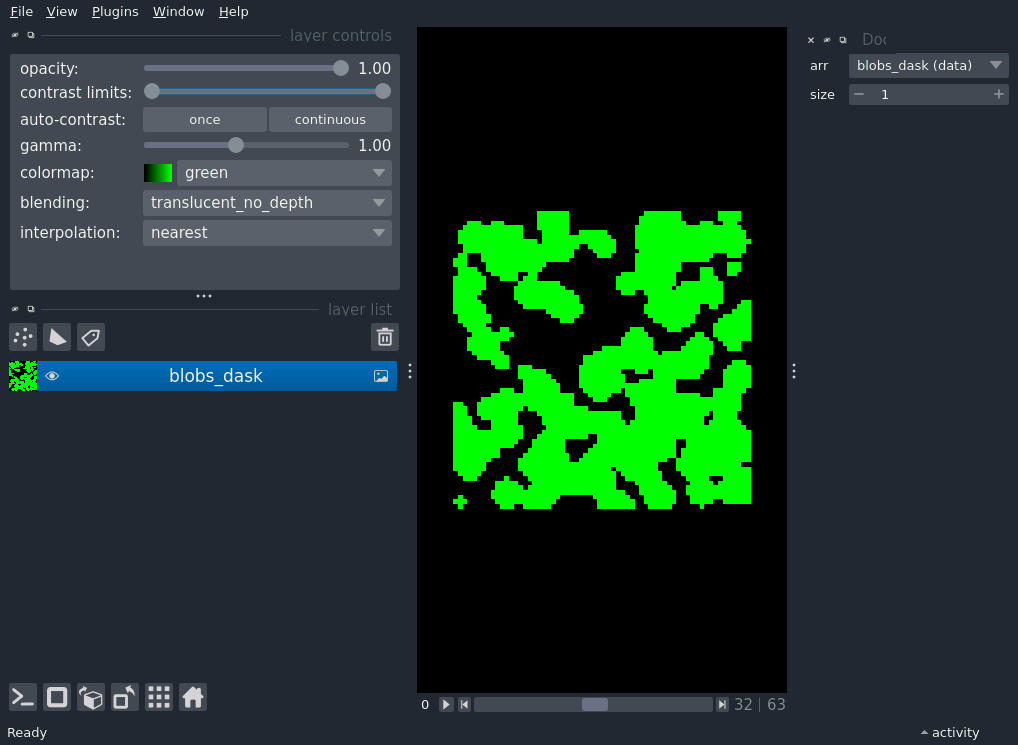 File View Plugins Window Help
layer controls
opacity: 1.00
contrast limits:
auto-contrast: once continuous
gamma: 1.00
colormap: green
blending: translucent_no_depth
interpolation: nearest
layer list
blobs_dask
0 32 | 63
Ready
arr blobs_dask (data)
size 1
activity